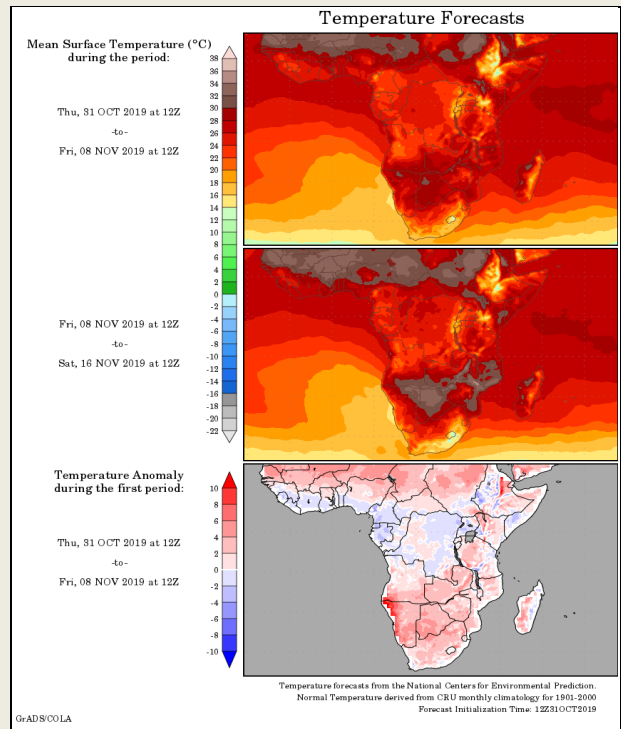 Temperature Forecasts
Mean Surface Temperature (°C)
during the period:
38
36
34
32
30
28
26
24
22
20
18
16
14
12
10
8
6
4
2
0
-2
-4
-6
-8
-10
-12
-14
-16
-18
-20
-22
Thu, 31 OCT 2019 at 12Z
-to-
Fri, 08 NOV 2019 at 12Z
Fri, 08 NOV 2019 at 12Z
-to-
Sat, 16 NOV 2019 at 12Z
Temperature Anomaly
during the first period:
10
8
6
4
2
0
-2
-4
-6
-8
-10
Thu, 31 OCT 2019 at 12Z
-to-
Fri, 08 NOV 2019 at 12Z
Temperature forecasts from the National Centers for Environmental Prediction.
Normal Temperature derived from CRU monthly climatology for 1901-2000
Forecast Initialization Time: 12Z31OCT2019
GrADS/COLA